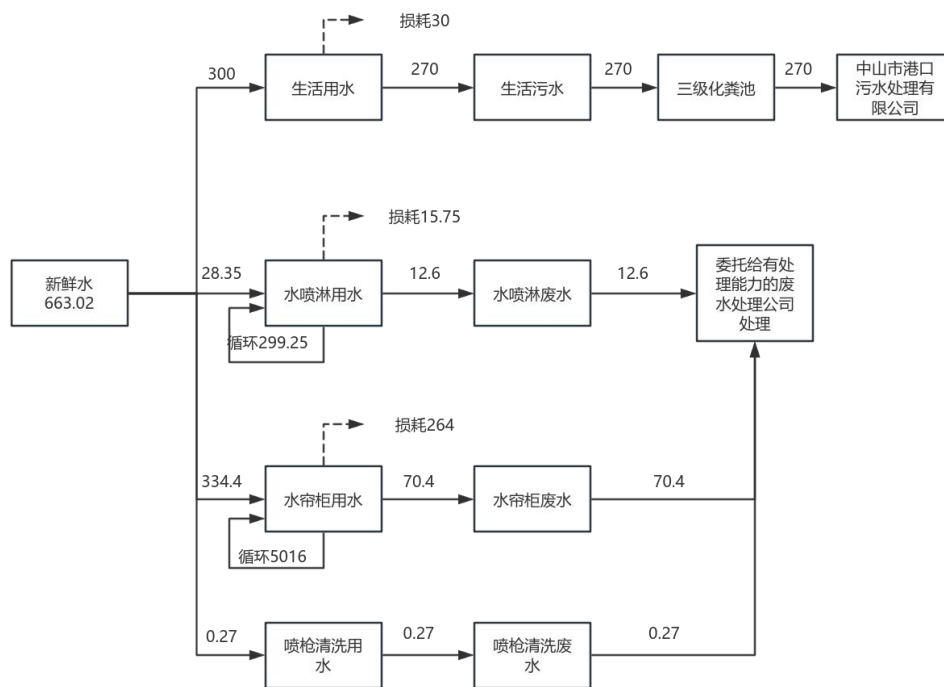 损耗30
300
生活用水
270
生活污水
270
三级化粪池
270
中山市港口
污水处理有
限公司
损耗15.75
新鲜水
663.02
28.35
水喷淋用水
12.6
水喷淋废水
12.6
委托给有处
理能力的废
水处理公司
处理
循环299.25
损耗264
334.4
水帘柜用水
70.4
水帘柜废水
70.4
循环5016
0.27
喷枪清洗用
水
0.27
喷枪清洗废
水
0.27